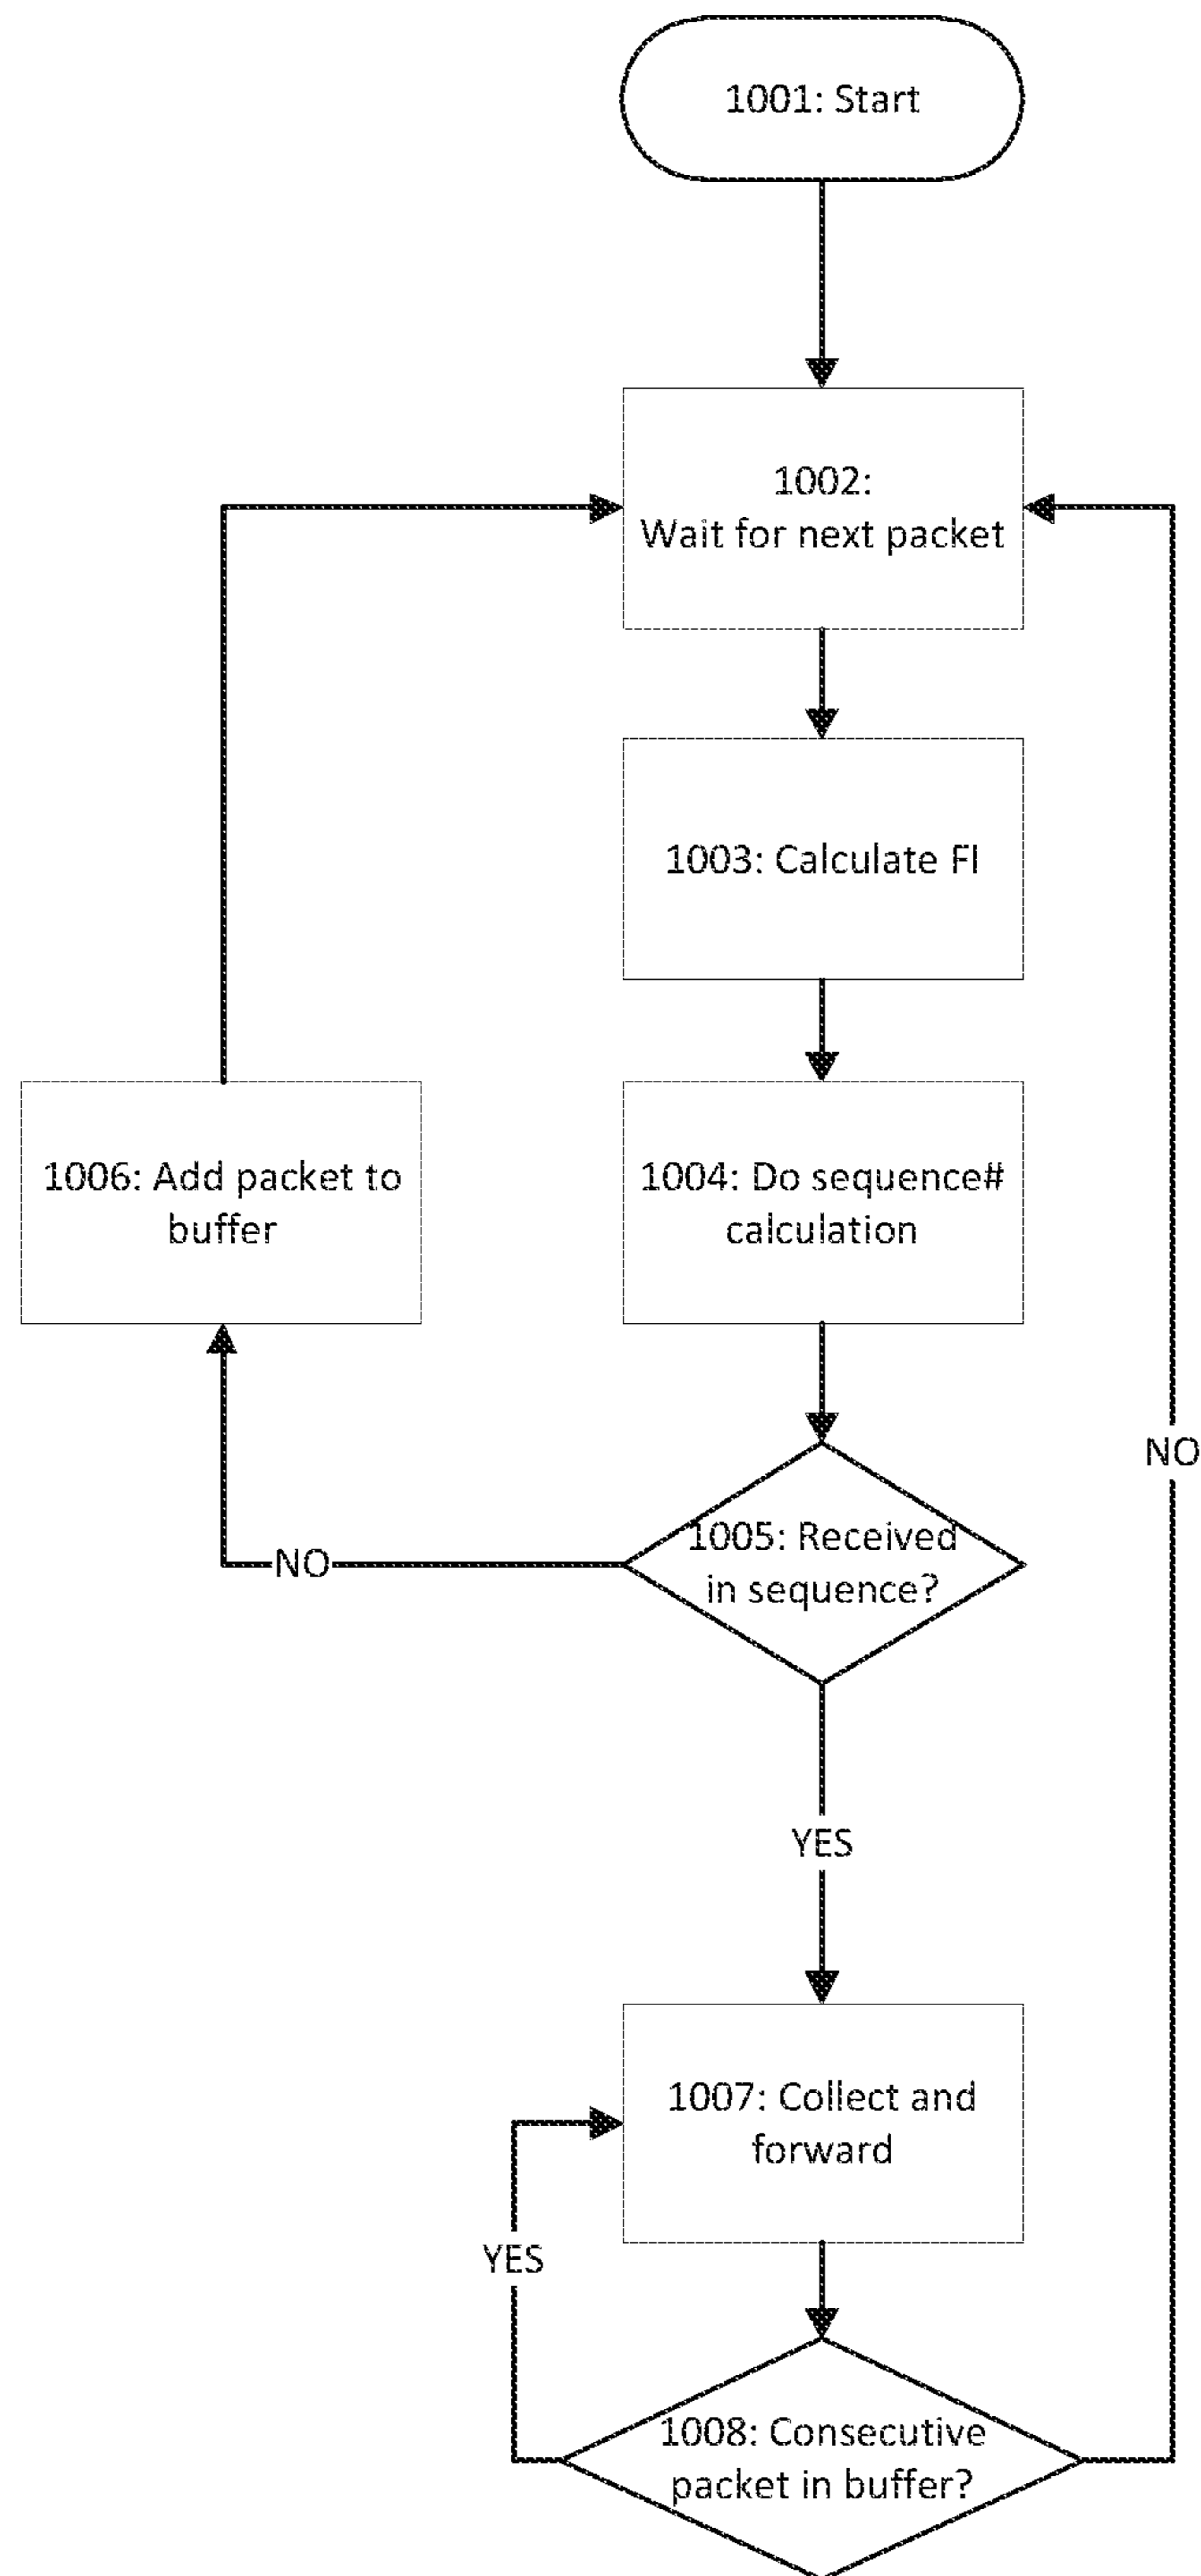 1001: Start
1002:
Wait for next packet
1003: Calculate FI
1006: Add packet to
buffer
1004: Do sequence#
calculation
NO
1005: Received
in sequence?
NO
YES
1007: Collect and
forward
YES
1008: Consecutive
packet in buffer?